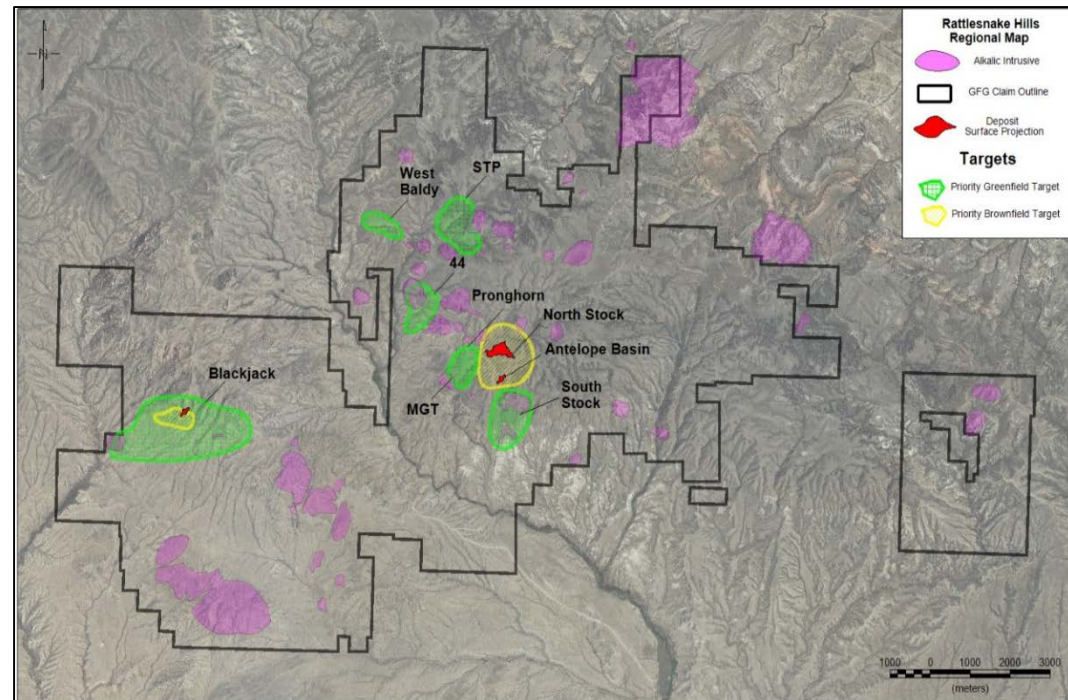 N
Rattlesnake Hills
Regional Map
Alkalic Intrusive
GFG Claim Outline
Deposit
Surface Projection
Targets
Priority Greenfield Target
Priority Brownfield Target
West
Baldy
STP
44
Pronghorn
North Stock
Antelope Basin
Blackjack
MGT
South
Stock
1000 0 1000 2000 3000
(meters)